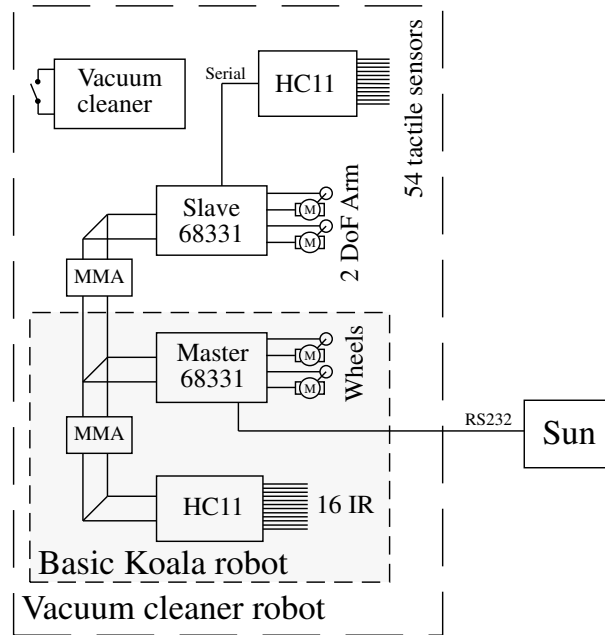 Vacuum
cleaner
Serial
HC11
54 tactile sensors
Slave
68331
M
M
2 DoF Arm
MMA
Master
68331
M
M
Wheels
MMA
RS232
Sun
HC11
16 IR
Basic Koala robot
Vacuum cleaner robot